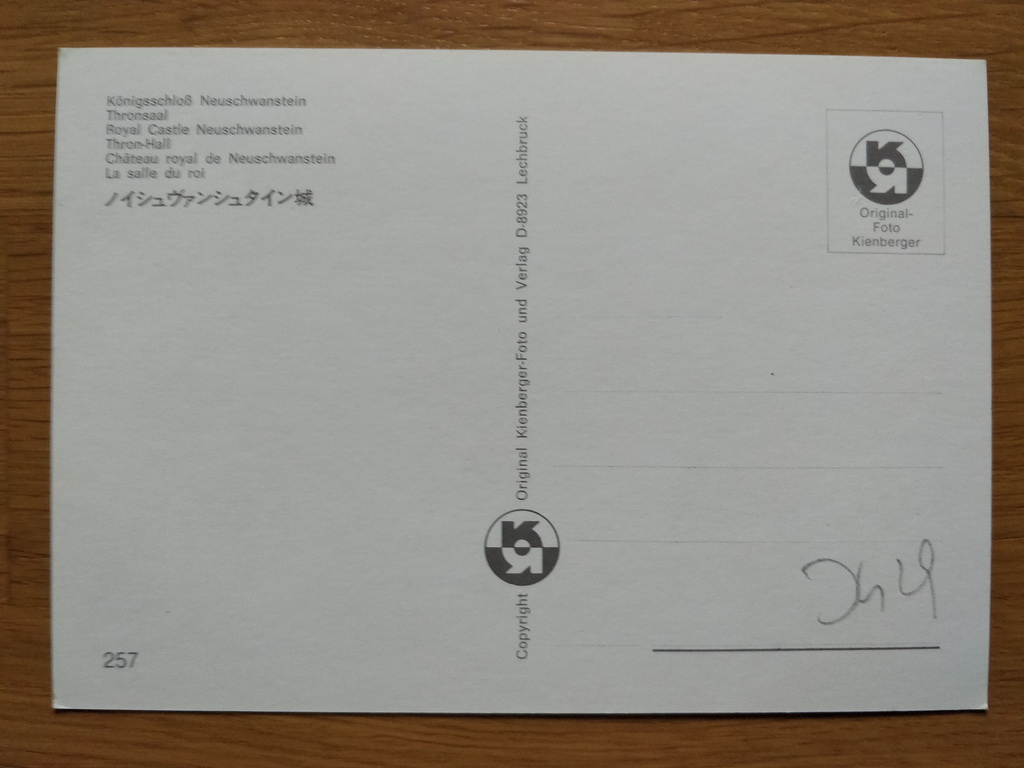 Königsschloß Neuschwanstein
Thronsaal
Royal Castle Neuschwanstein
Thron-Hall
Château royal de Neuschwanstein
La salle du roi
ノイシュヴァンシュタイン城
257
Copyright
Original Kienberger-Foto und Verlag D-8923 Lechbruck
Original-
Foto
Kienberger